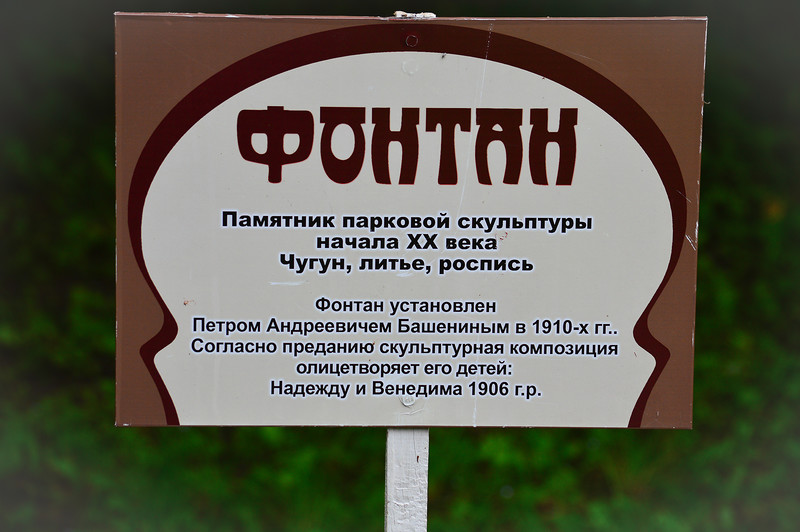 ФОНТАН
Памятник парковой скульптуры
начала XX века
Чугун, литье, роспись
Фонтан установлен
Петром Андреевичем Башениным в 1910-х гг..
Согласно преданию скульптурная композиция
олицетворяет его детей:
Надежду и Венедима 1906 г.р.